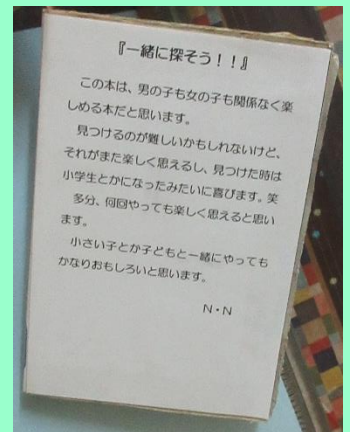 『一緒に探そう！！』
この本は、男の子も女の子も関係なく楽
しめる本だと思います。
見つけるのが難しいかもしれないけど、
それがまた楽しく思えるし、見つけた時は
小学生とかになったみたいに喜びます。笑
多分、何回やっても楽しく思えると思い
ます。
小さい子とか子どもと一緒にやっても
かなりおもしろいと思います。
N・N